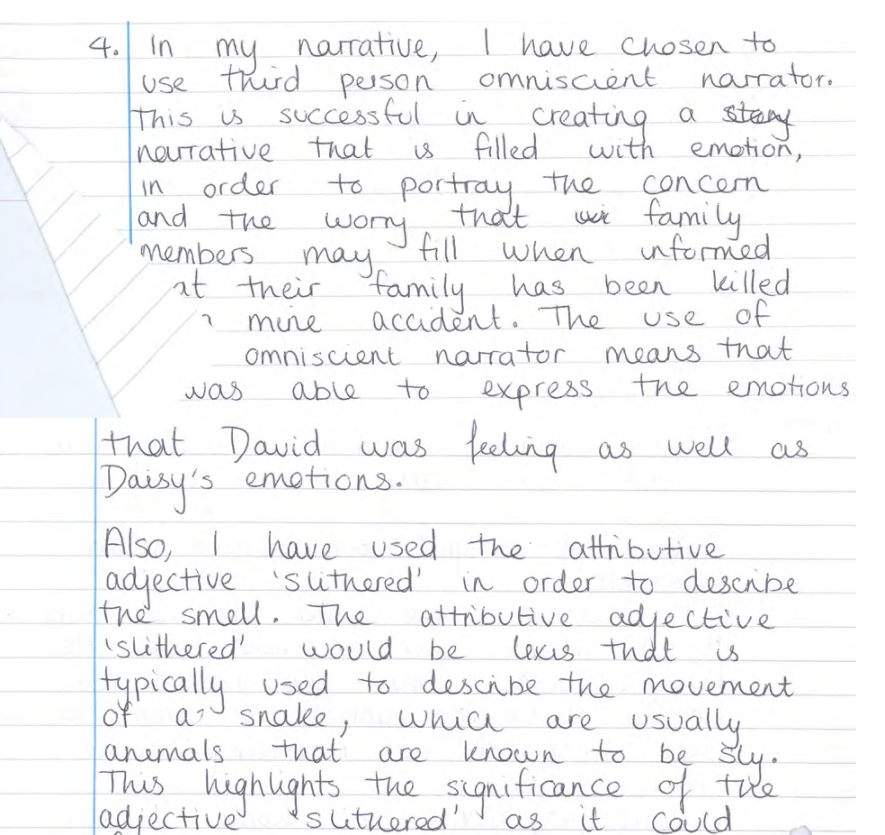 4. In my narrative, I have chosen to
use third person omniscient narrator.
This is successful in creating a story
narrative that is filled with emotion,
in order to portray the concern
and the worry that family
members may fill when informed
at their family has been killed
mine accident. The use of
omniscient narrator means that
was able to express the emotions
that David was feeling as well as
Daisy's emotions.
Also, I have used the attributive
adjective 'slithered' in order to describe
the smell. The attributive adjective
'slithered' would be lexis that is
typically used to describe the movement
of a snake, which are usually
anemals that are known to be sly.
This highlights the significance of the
adjective 'slithered' as it could